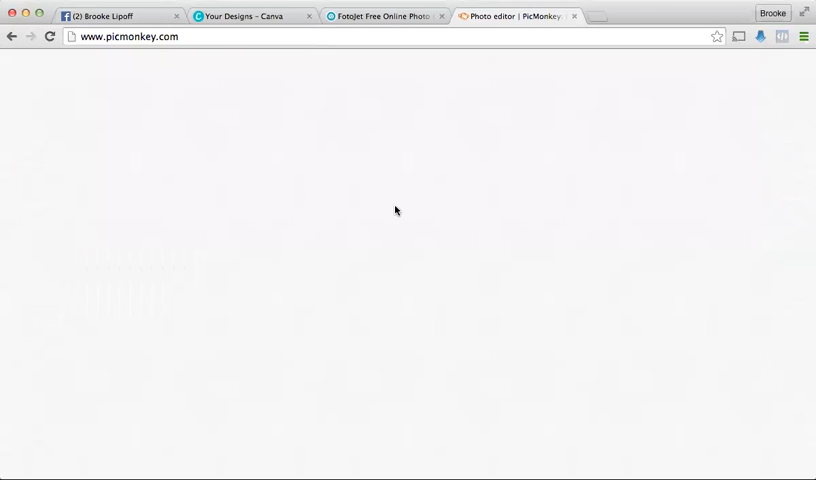 (2) Brooke Lipoff
Your Designs – Canva
FotoJet Free Online Photo
Photo editor | PicMonkey:
Brooke
www.picmonkey.com